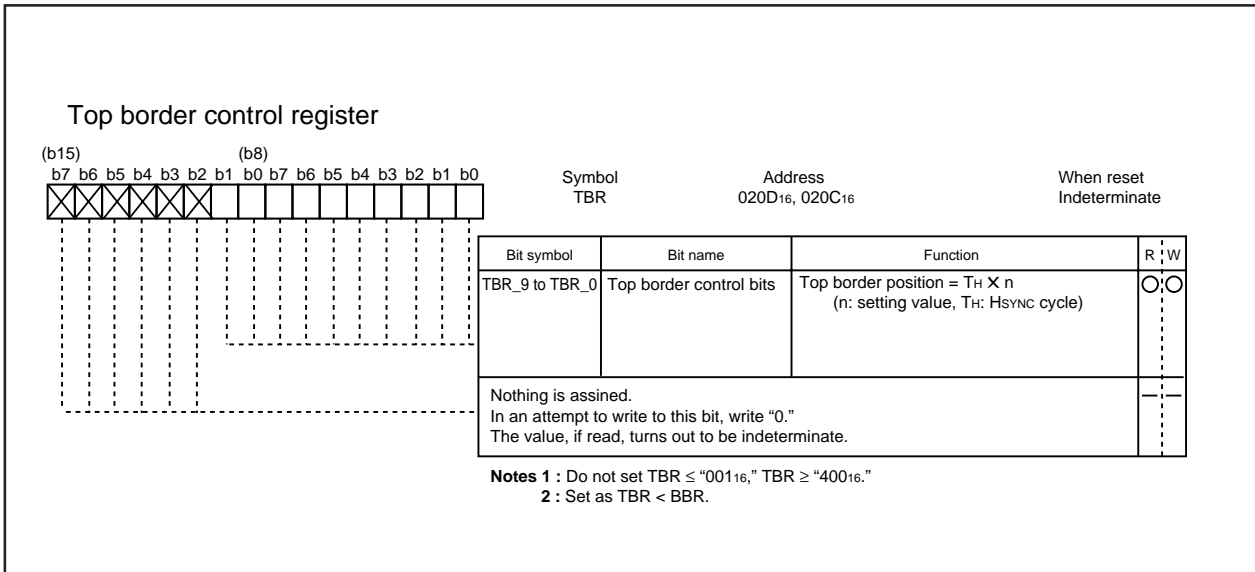 Top border control register
(b15) (b8)
b7 b6 b5 b4 b3 b2 b1 b0 b7 b6 b5 b4 b3 b2 b1 b0
Symbol Address When reset
TBR 020D16, 020C16 Indeterminate
Bit symbol Bit name Function R W
TBR_9 to TBR_0 Top border control bits Top border position = TH X n
(n: setting value, TH: HSYNC cycle)
Nothing is assined.
In an attempt to write to this bit, write “0.”
The value, if read, turns out to be indeterminate.
Notes 1 : Do not set TBR ≤ “00116,” TBR ≥ “40016.”
2 : Set as TBR < BBR.